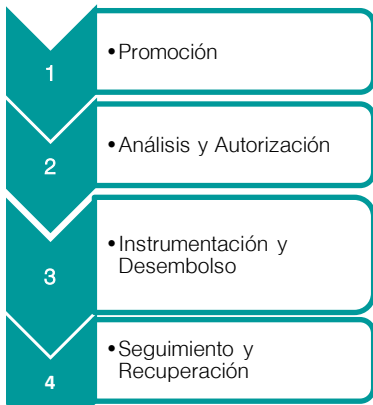 1
•Promoción
2
•Análisis y Autorización
3
•Instrumentación y
Desembolso
4
•Seguimiento y
Recuperación